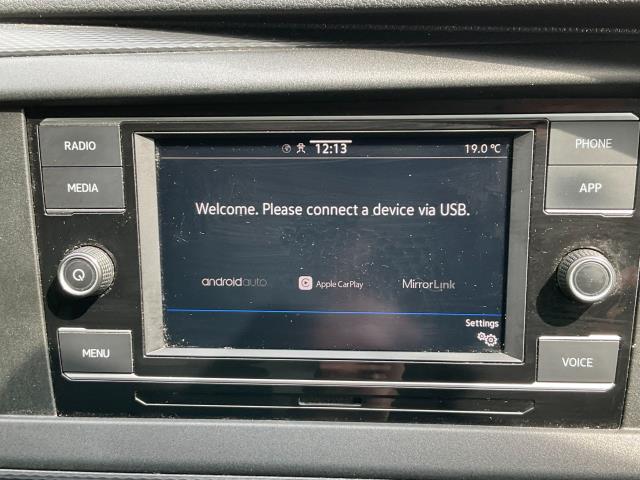 RADIO
MEDIA
MENU
12:13
19.0 °C
Welcome. Please connect a device via USB.
androidauto
Apple CarPlay
MirrorLink
Settings
PHONE
APP
VOICE